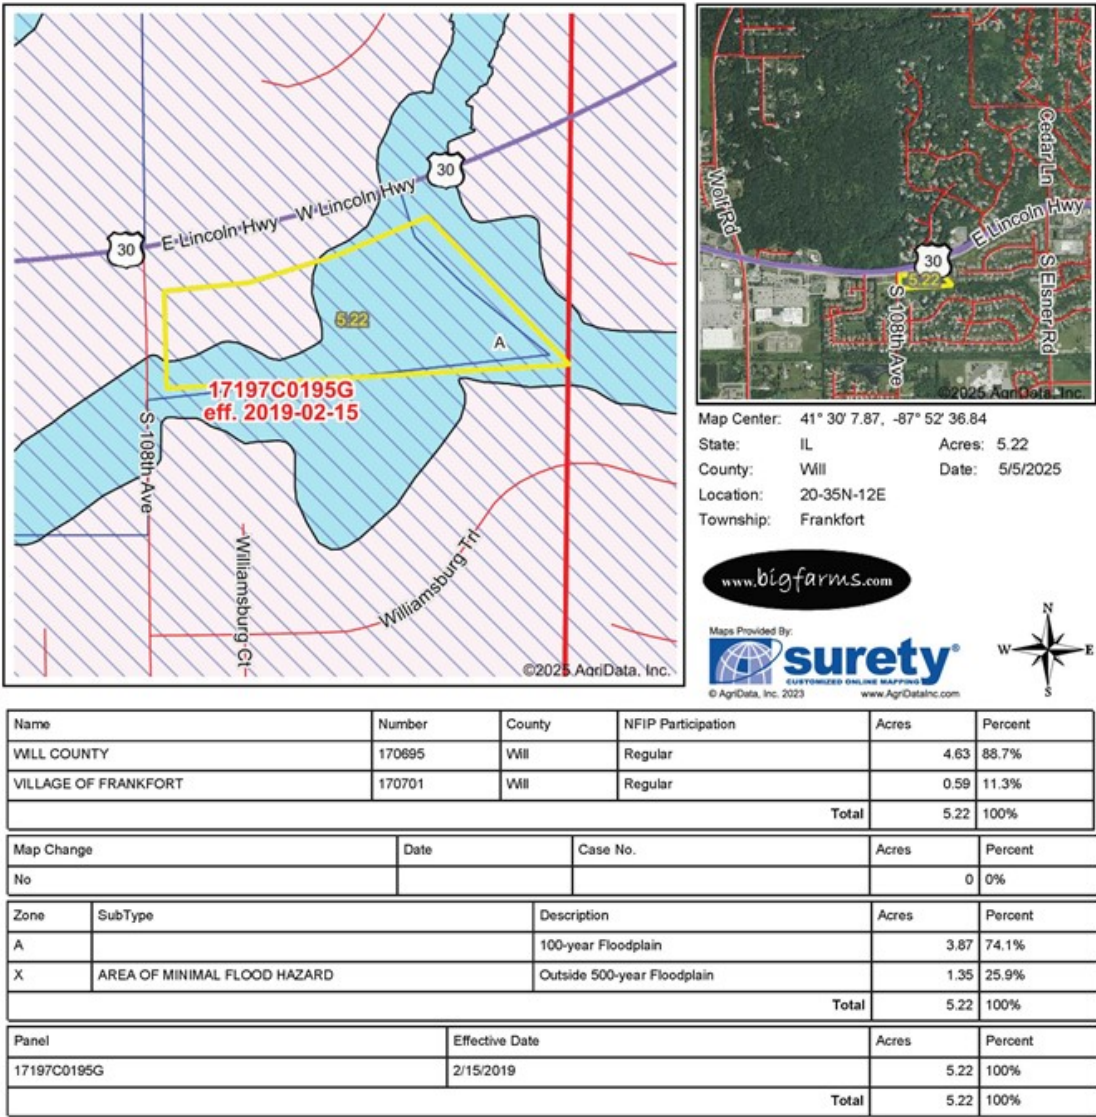 30
W Lincoln Hwy
E Lincoln Hwy
30
5.22
A
17197C0195G
eff. 2019-02-15
S 108th Ave
Williamsburg Ct
Williamsburg Trl
©2025 AgriData, Inc.
Wolf Rd
Cedar Ln
E Lincoln Hwy
30
5.22
S 108th Ave
S Elsner Rd
©2025 AgriData, Inc.
Map Center: 41° 30' 7.87, -87° 52' 36.84
State: IL Acres: 5.22
County: Will Date: 5/5/2025
Location: 20-35N-12E
Township: Frankfort
www.bigfarms.com
Maps Provided By:
surety®
CUSTOMIZED ONLINE MAPPING
© AgriData, Inc. 2023 www.AgriDataInc.com
N
W E
S
Name Number County NFIP Participation Acres Percent
WILL COUNTY 170695 Will Regular 4.63 88.7%
VILLAGE OF FRANKFORT 170701 Will Regular 0.59 11.3%
Total 5.22 100%
Map Change Date Case No. Acres Percent
No 0 0%
Zone SubType Description Acres Percent
A 100-year Floodplain 3.87 74.1%
X AREA OF MINIMAL FLOOD HAZARD Outside 500-year Floodplain 1.35 25.9%
Total 5.22 100%
Panel Effective Date Acres Percent
17197C0195G 2/15/2019 5.22 100%
Total 5.22 100%